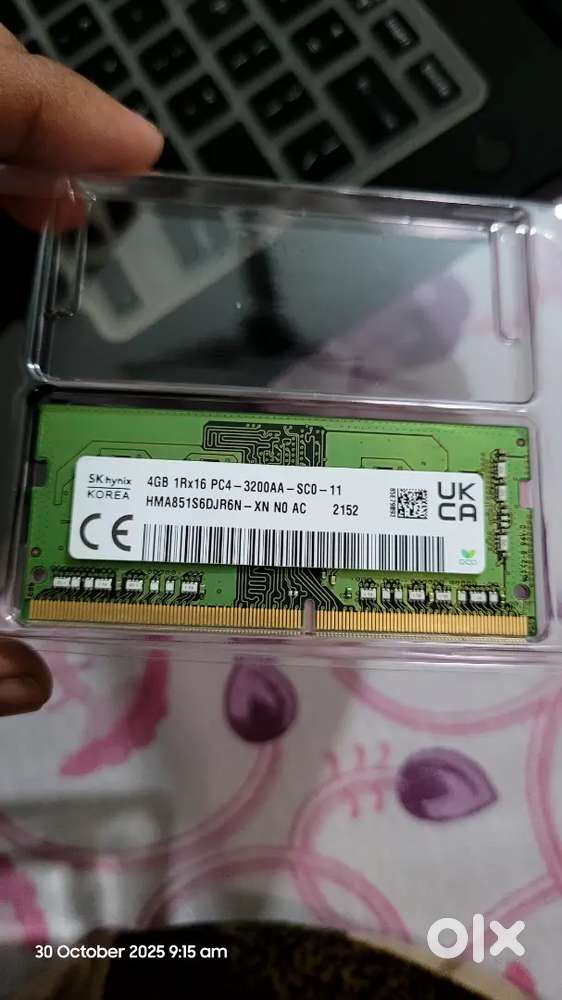 SK hynix
KOREA
4GB 1Rx16 PC4-3200AA-SC0-11
HMA851S6DJR6N-XN N0 AC 2152
CE
UK
CA
eco
30 October 2025 9:15 am
olx